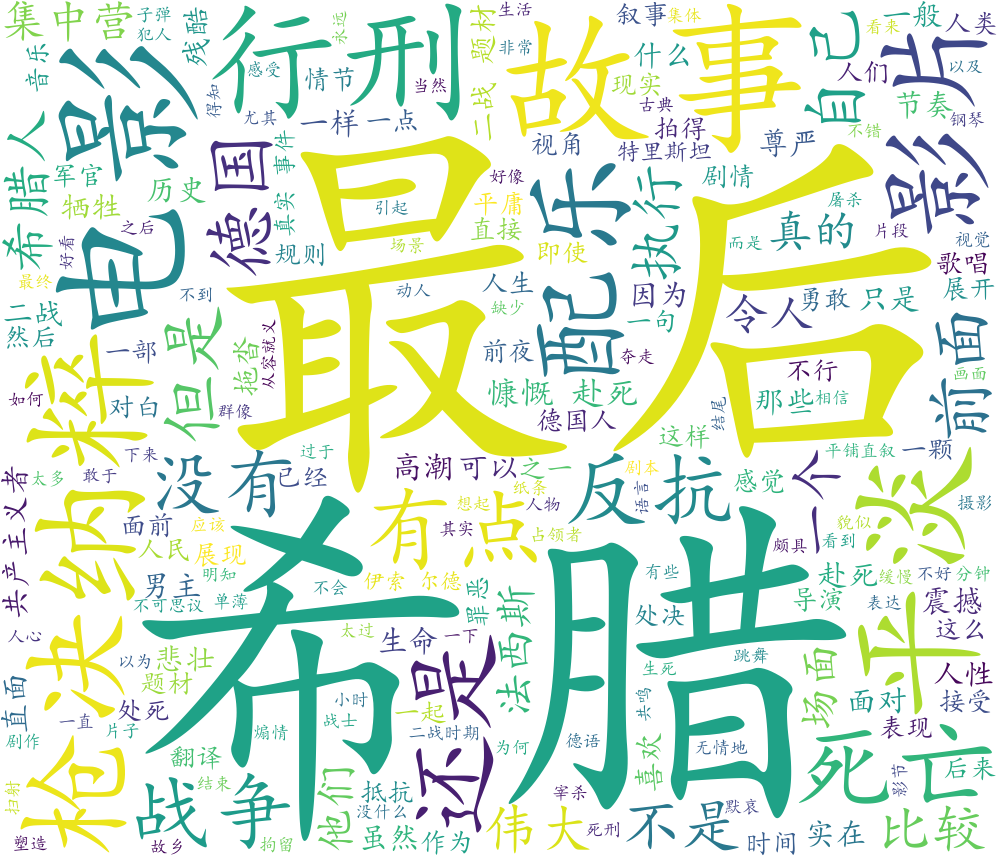 集中营
音乐
子弹
犯人
残酷
永远
行刑
感受
得知
尤其
情节
当然
一样
一点
生活
非常
题材
二战
叙事
集体
什么
现实
故事
古典
拍得
特里斯坦
视角
尊严
自己
看来
一般
人们
不错
片
人类
以及
节奏
钢琴
电影
希腊人
军官
牺牲
历史
德国
事件
真实
规则
最后
引起
场景
好像
平庸
直接
即使
配乐
执行
剧情
屠杀
而是
真的
影
片段
视觉
歌唱
展开
之后
好看
最终
不到
二战
然后
动人
人生
缺少
因为
一句
令人
勇敢
只是
前面
画面
粹
一部
对白
但是
拖沓
从容就义
群像
前夜
慷慨
赴死
夺走
德国人
不行
那些
相信
结尾
这样
平铺直叙
一颗
如何
太多
敢于
下来
没有
已经
过于
高潮
可以
之一
剧本
语言
反抗
感觉
一个
平淡
摄影
共产主义者
纳
面前
应该
人民
展现
有点
想起
纸条
其实
人物
占领者
貌似
看到
颇具
男主
明知
单薄
不可思议
希腊
不会
伊索
尔德
罪恶
法西斯
有些
处决
赴死
缓慢
不好
分钟
导演
表达
震撼
这么
人心
以为
悲壮
题材
太过
生命
一下
还是
生死
跳舞
场面
面对
人性
接受
表现
直面
剧作
决
一直
处死
片子
小时
战士
一起
二战时期
煽情
为何
德语
共鸣
喜欢
无情地
死亡
后来
影节
枪
扫射
塑造
翻译
结束
战争
故乡
拘留
他们
抵抗
没什么
虽然
作为
伟大
宰杀
死刑
不是
默哀
时间
实在
比较